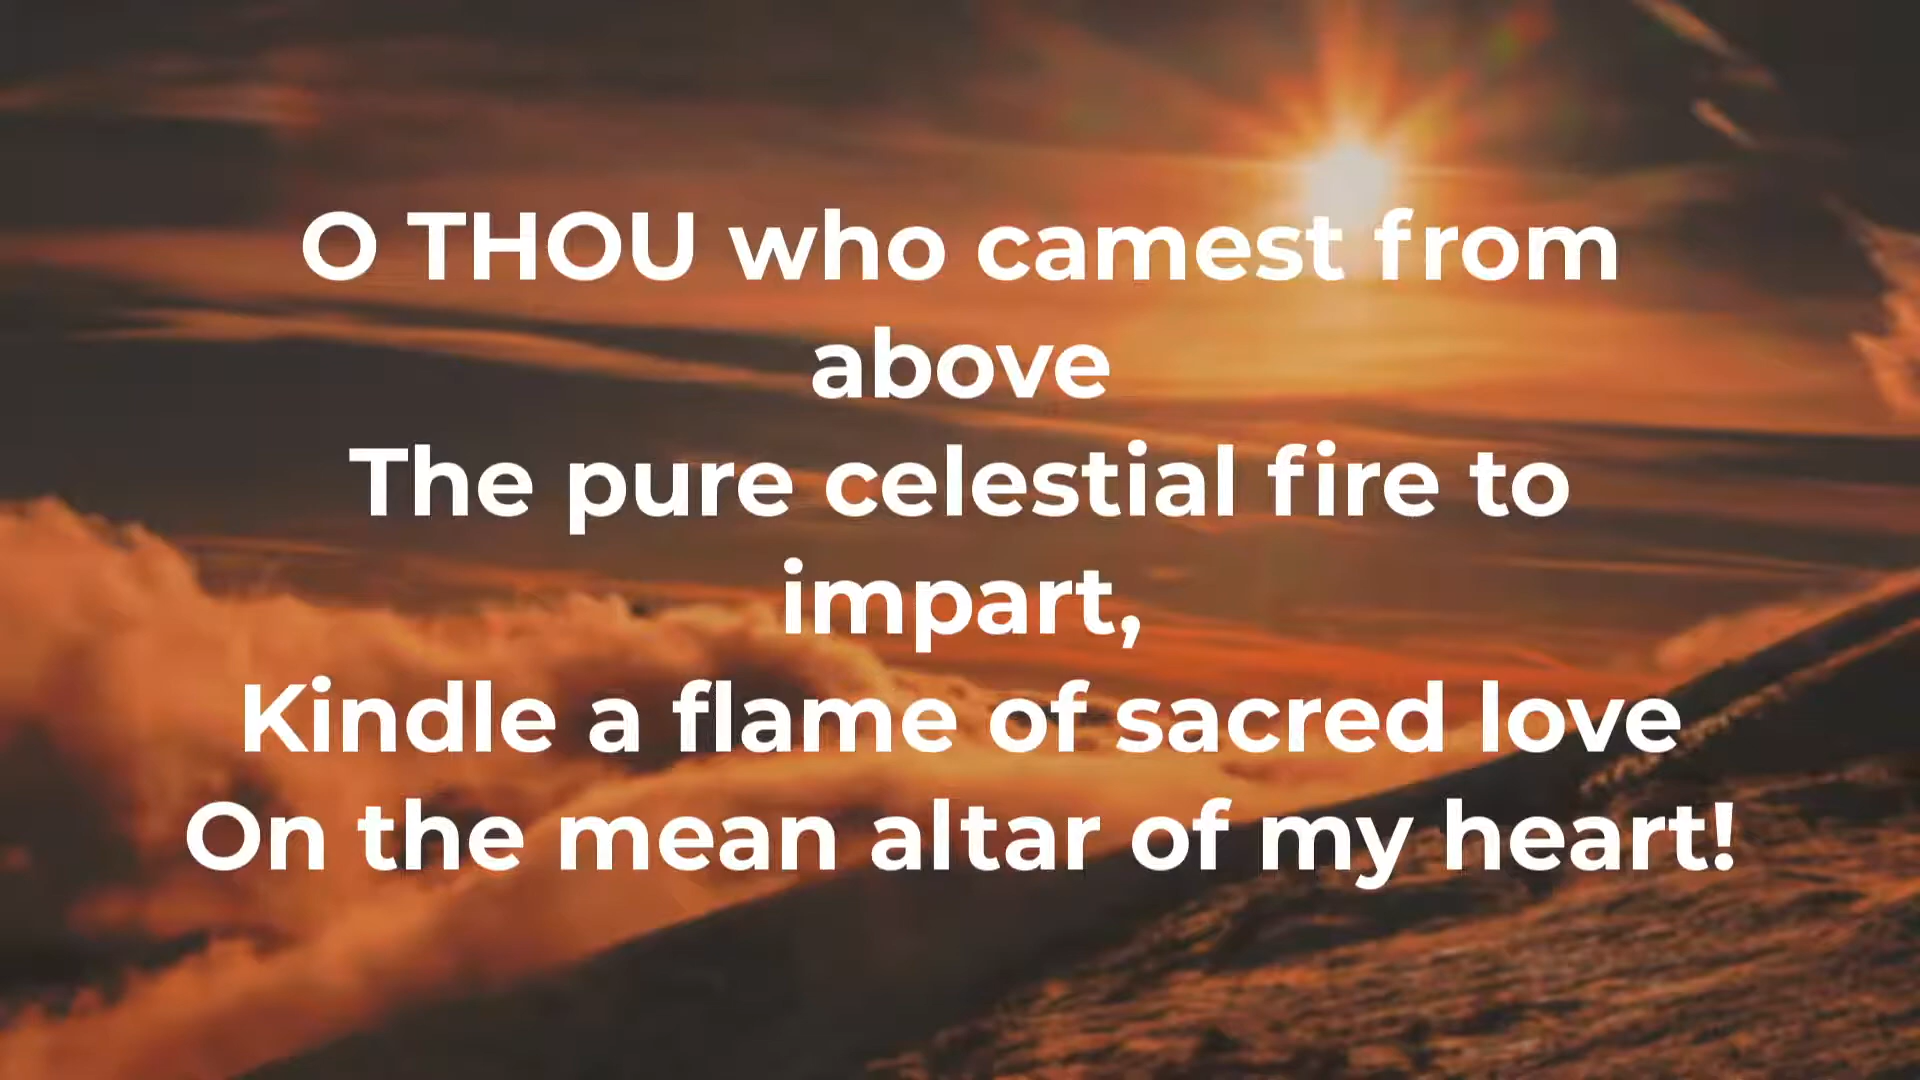 O THOU who camest from
above
The pure celestial fire to
impart,
Kindle a flame of sacred love
On the mean altar of my heart!